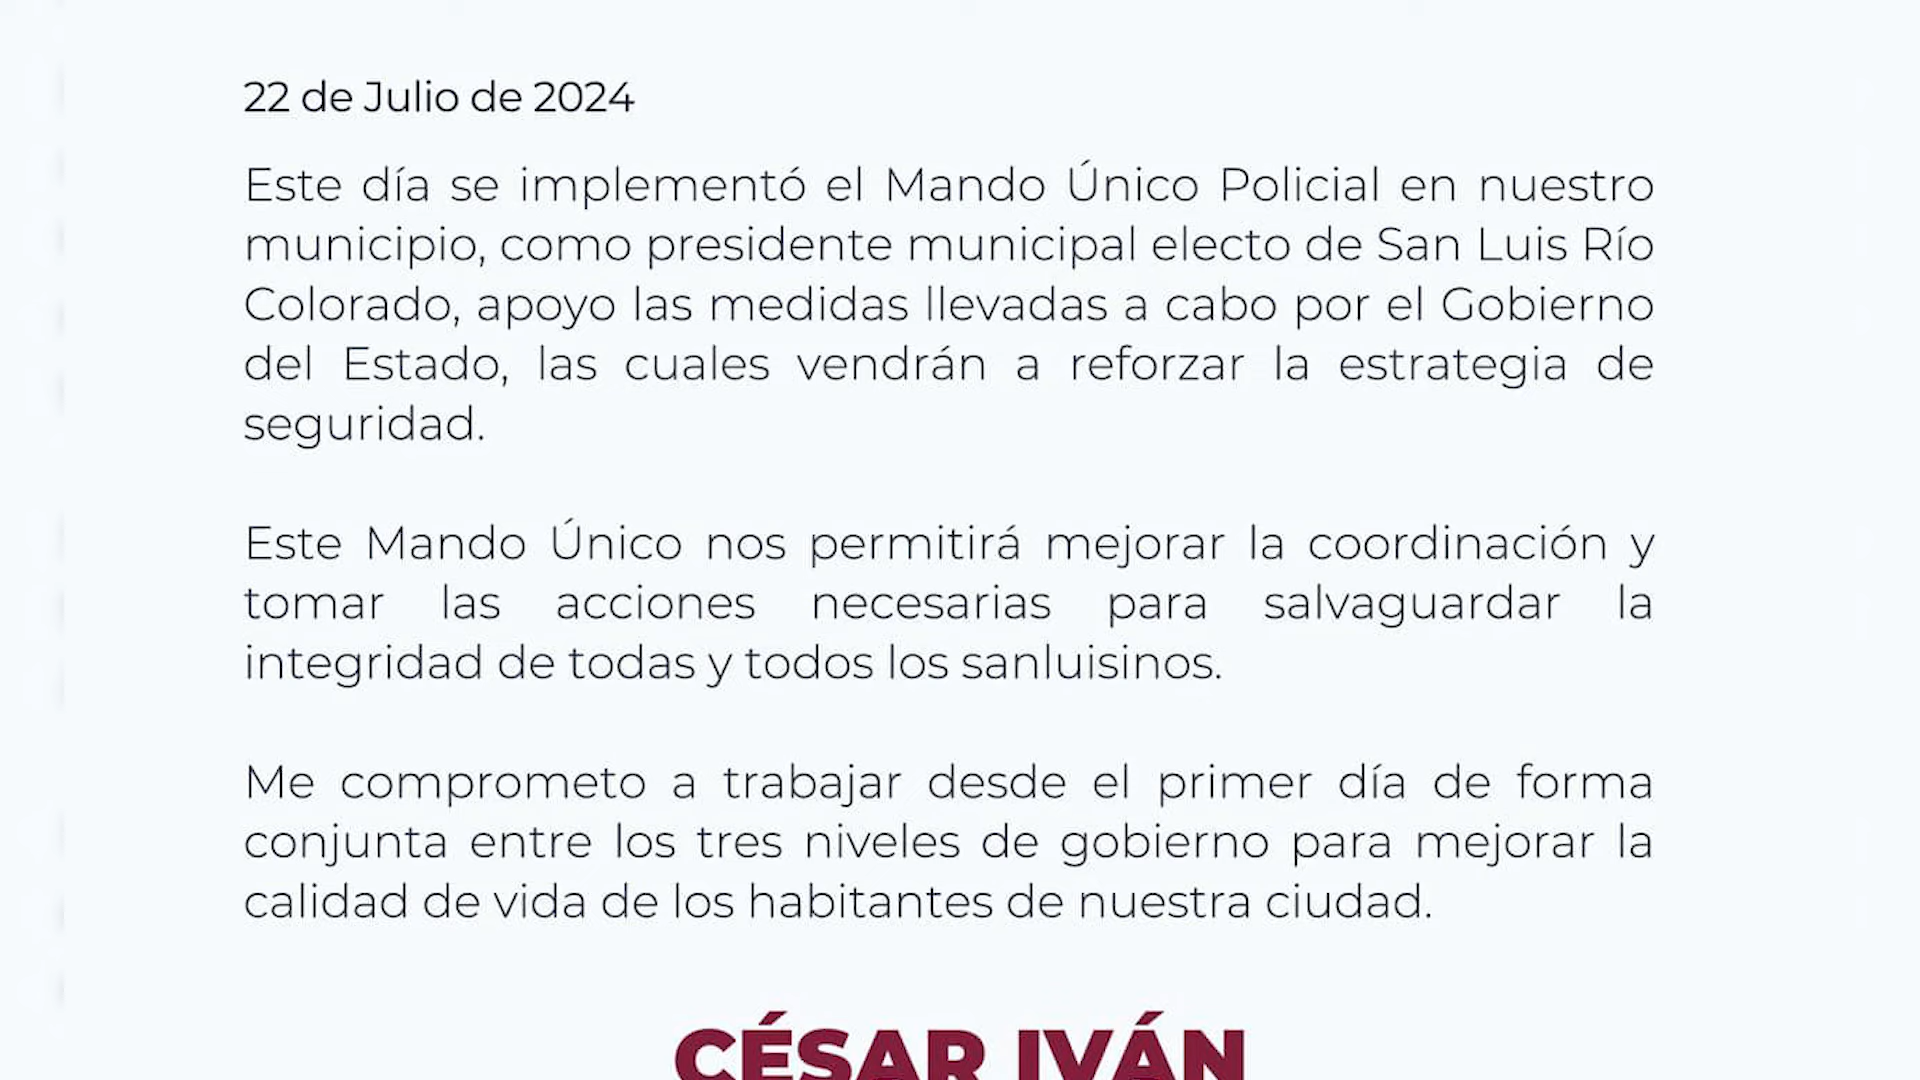 22 de Julio de 2024
Este día se implementó el Mando Único Policial en nuestro
municipio, como presidente municipal electo de San Luis Río
Colorado, apoyo las medidas llevadas a cabo por el Gobierno
del Estado, las cuales vendrán a reforzar la estrategia de
seguridad.
Este Mando Único nos permitirá mejorar la coordinación y
tomar las acciones necesarias para salvaguardar la
integridad de todas y todos los sanluisinos.
Me comprometo a trabajar desde el primer día de forma
conjunta entre los tres niveles de gobierno para mejorar la
calidad de vida de los habitantes de nuestra ciudad.
CÉSAR IVÁN